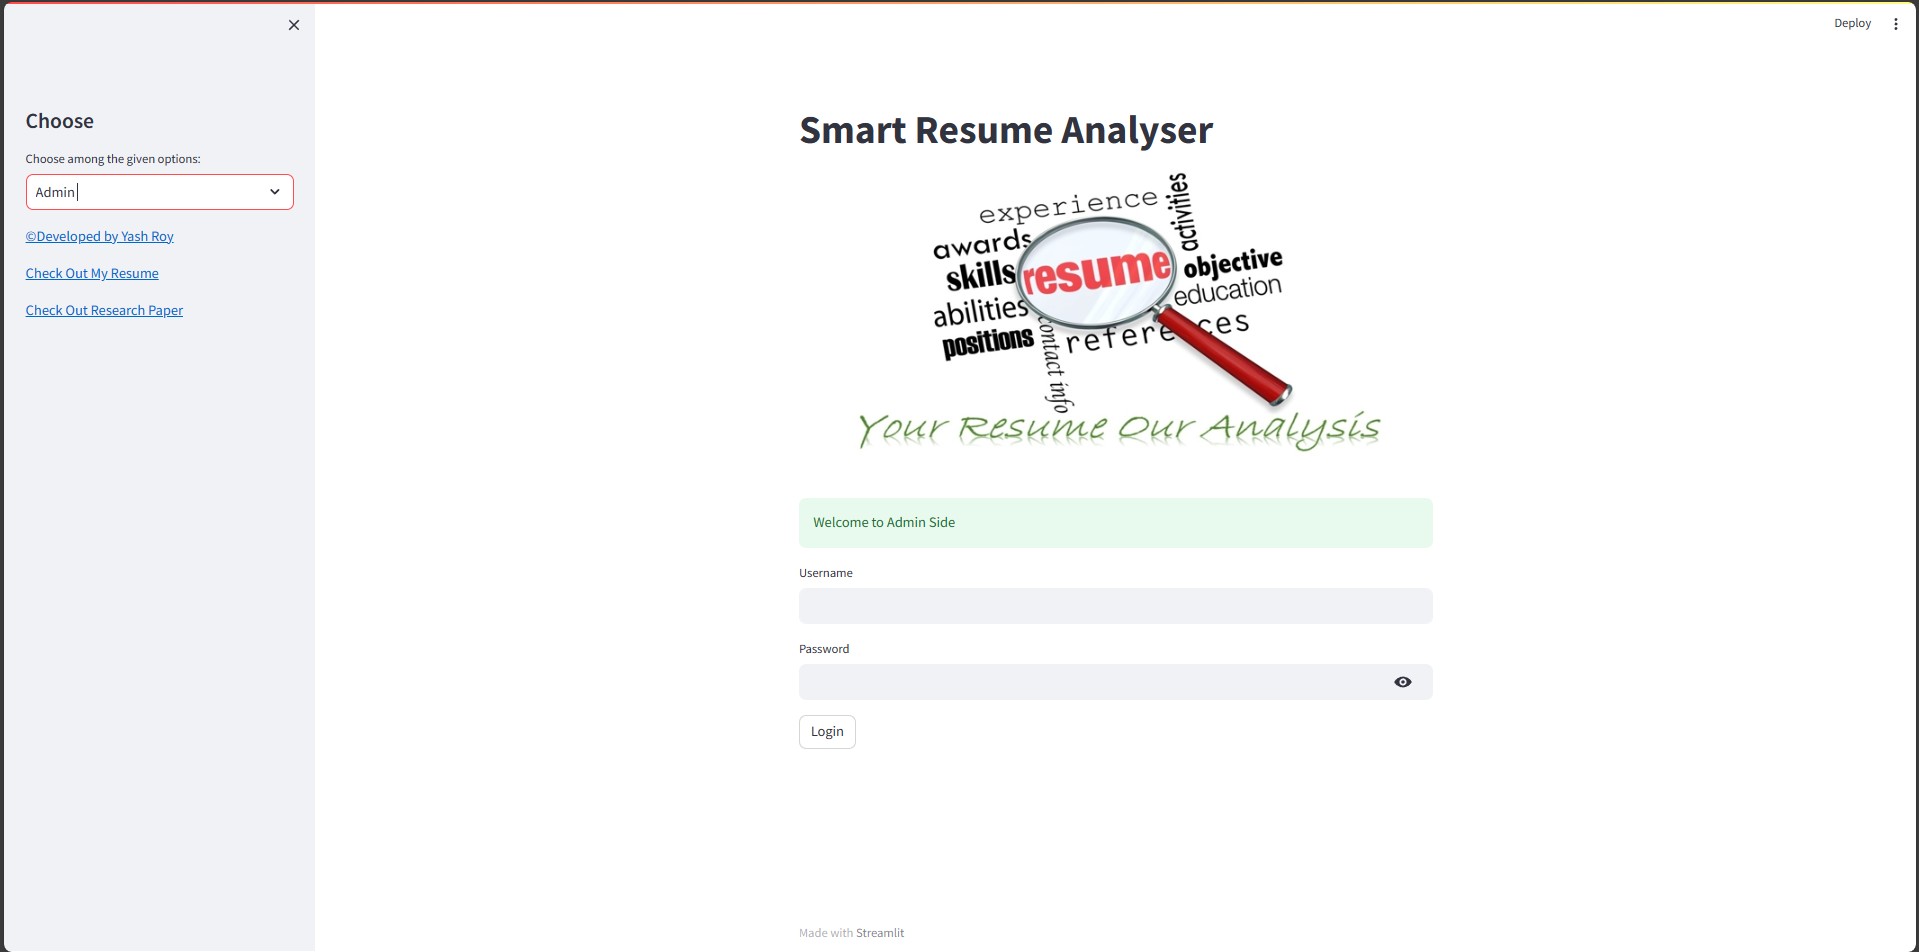 Deploy
Choose
Choose among the given options:
Admin
©Developed by Yash Roy
Check Out My Resume
Check Out Research Paper
Smart Resume Analyser
experience
activities
awards
skills
resume
objective
abilities
education
positions
contact info
references
Your Resume Our Analysis
Welcome to Admin Side
Username
Password
Login
Made with Streamlit